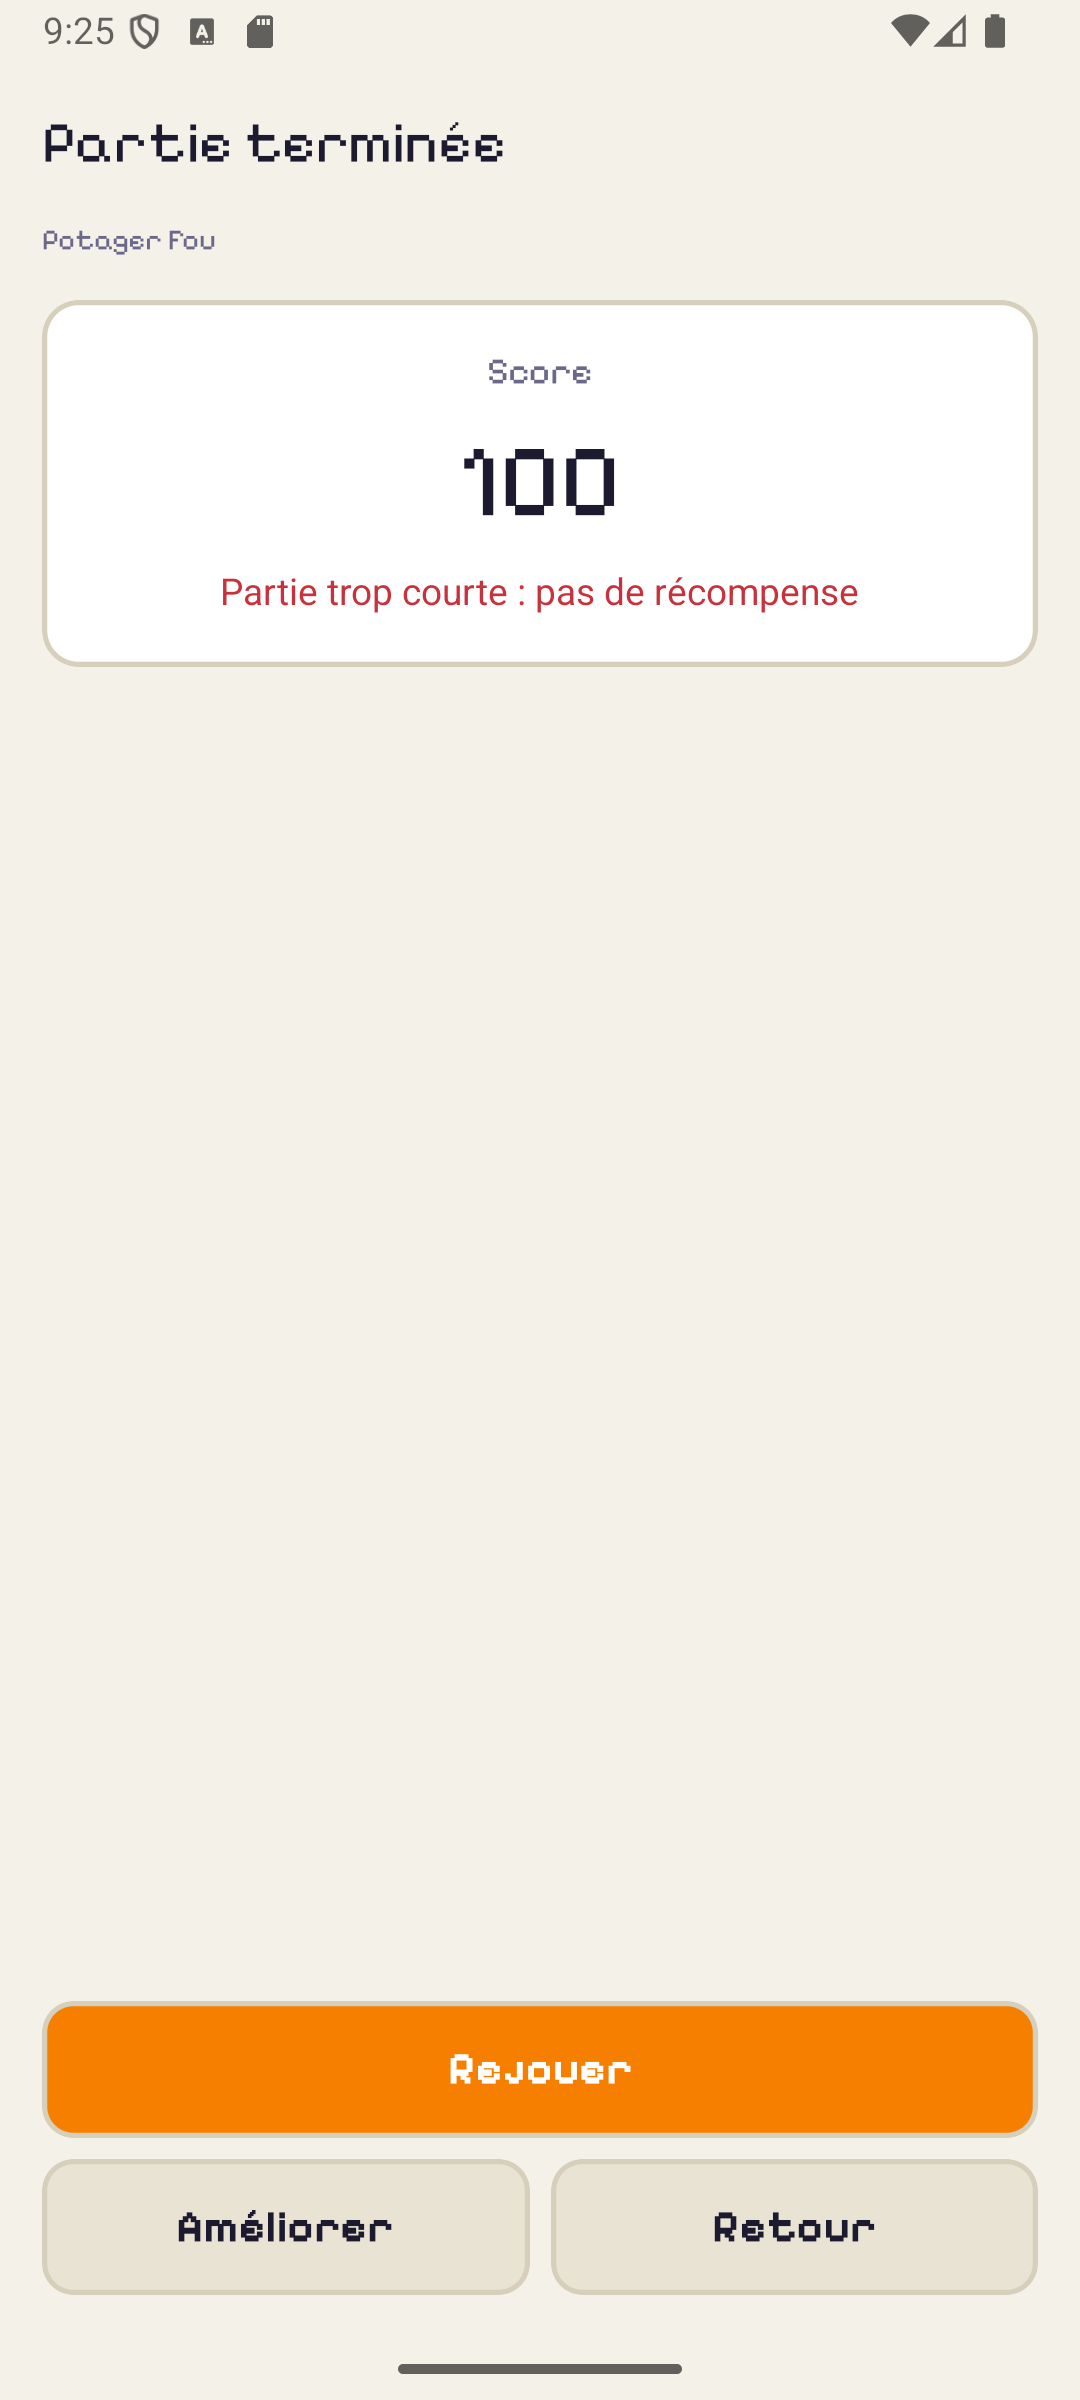 9:25
Partie terminée
Potager Fou
Score
100
Partie trop courte : pas de récompense
Rejouer
Améliorer
Retour